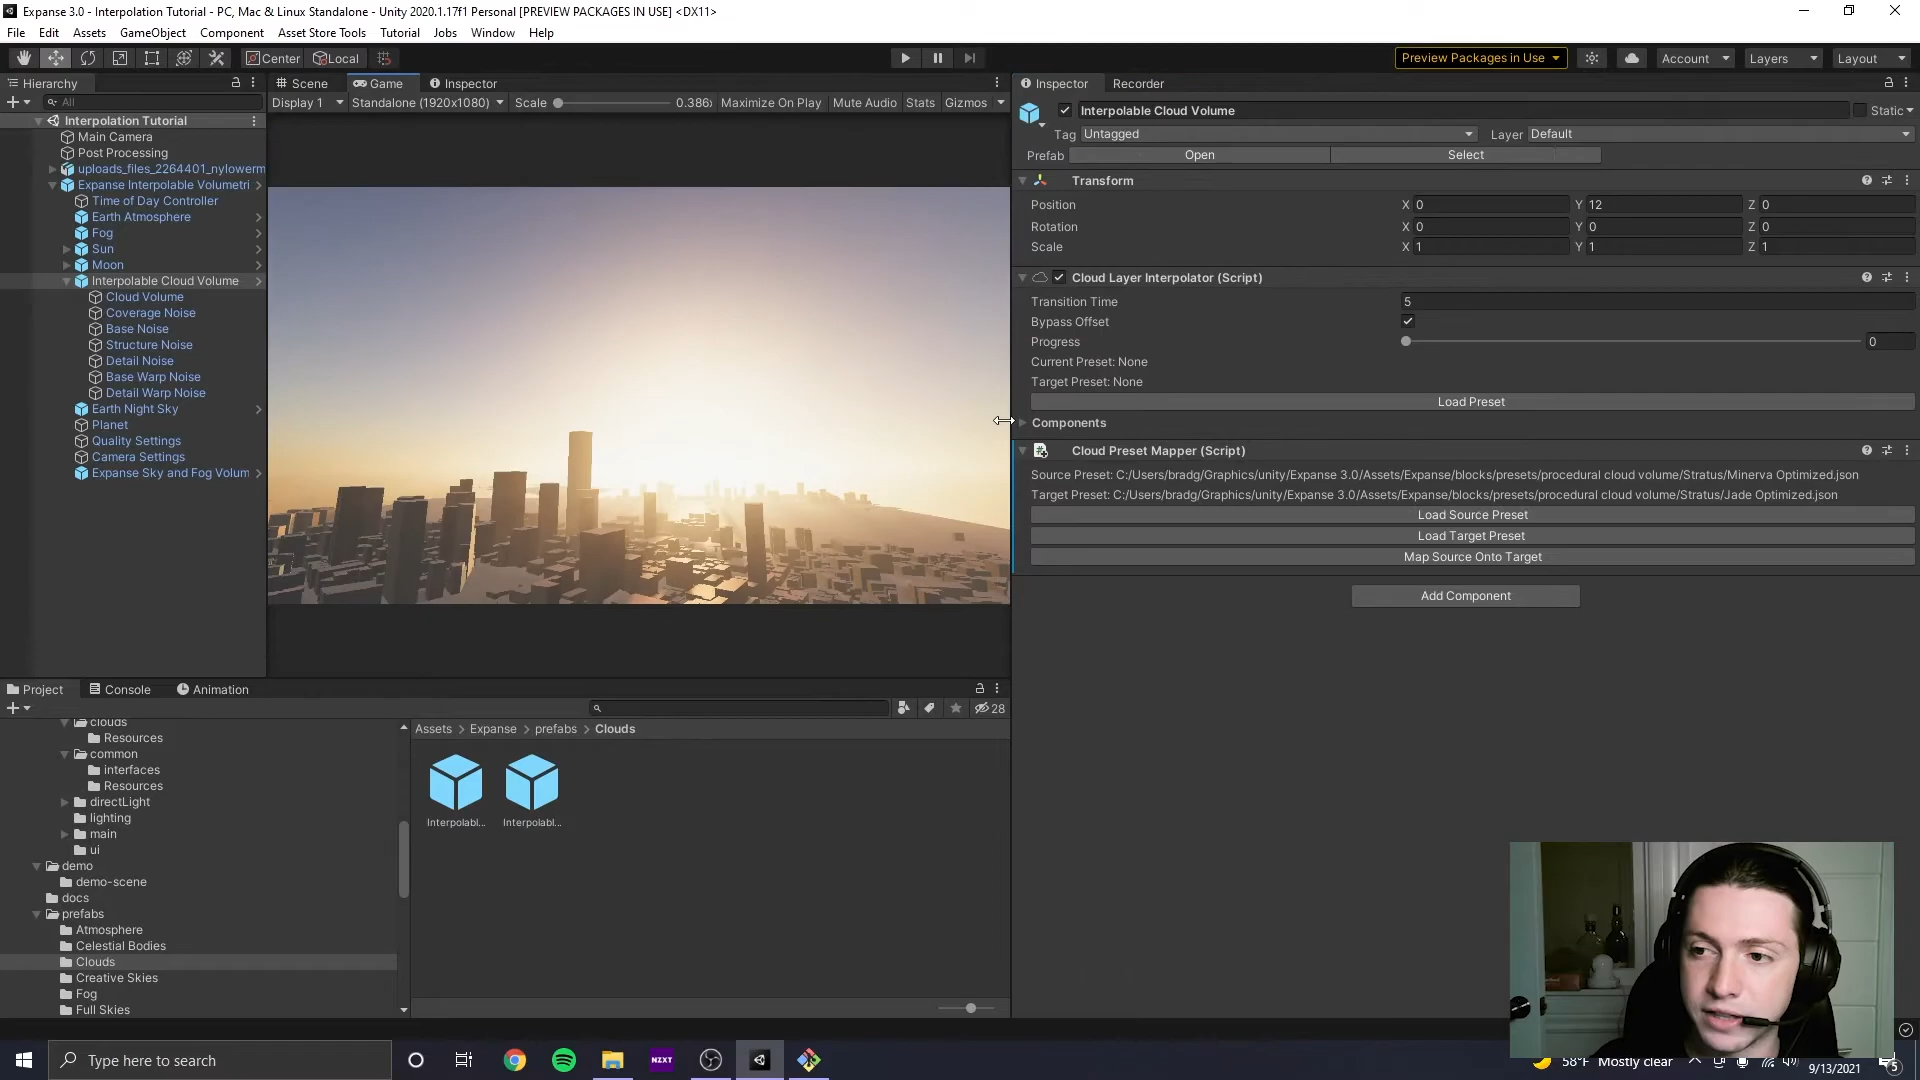 Expanse 3.0 - Interpolation Tutorial - PC, Mac & Linux Standalone - Unity 2020.1.17f1 Personal [PREVIEW PACKAGES IN USE] <DX11>
File Edit Assets GameObject Component Asset Store Tools Tutorial Jobs Window Help
Center Local Preview Packages in Use Account Layers Layout
Hierarchy Scene Game Inspector Inspector Recorder
All Display 1 Standalone (1920x1080) Scale 0.386x Maximize On Play Mute Audio Stats Gizmos
Interpolation Tutorial
Main Camera
Post Processing
uploads_files_2264401_nylowerm
Expanse Interpolable Volumetri
Time of Day Controller
Earth Atmosphere
Fog
Sun
Moon
Interpolable Cloud Volume
Cloud Volume
Coverage Noise
Base Noise
Structure Noise
Detail Noise
Base Warp Noise
Detail Warp Noise
Earth Night Sky
Planet
Quality Settings
Camera Settings
Expanse Sky and Fog Volum
Interpolable Cloud Volume Static
Tag Untagged Layer Default
Prefab Open Select
Transform
Position X 0 Y 12 Z 0
Rotation X 0 Y 0 Z 0
Scale X 1 Y 1 Z 1
Cloud Layer Interpolator (Script)
Transition Time 5
Bypass Offset
Progress 0
Current Preset: None
Target Preset: None
Load Preset
Components
Cloud Preset Mapper (Script)
Source Preset: C:/Users/bradg/Graphics/unity/Expanse 3.0/Assets/Expanse/blocks/presets/procedural cloud volume/Stratus/Minerva Optimized.json
Target Preset: C:/Users/bradg/Graphics/unity/Expanse 3.0/Assets/Expanse/blocks/presets/procedural cloud volume/Stratus/Jade Optimized.json
Load Source Preset
Load Target Preset
Map Source Onto Target
Add Component
Project Console Animation
28
clouds
Resources
common
interfaces
Resources
directLight
lighting
main
ui
demo
demo-scene
docs
prefabs
Atmosphere
Celestial Bodies
Clouds
Creative Skies
Fog
Full Skies
Assets > Expanse > prefabs > Clouds
Interpolabl... Interpolabl...
Type here to search
NZXT
58°F Mostly clear
9/13/2021
5